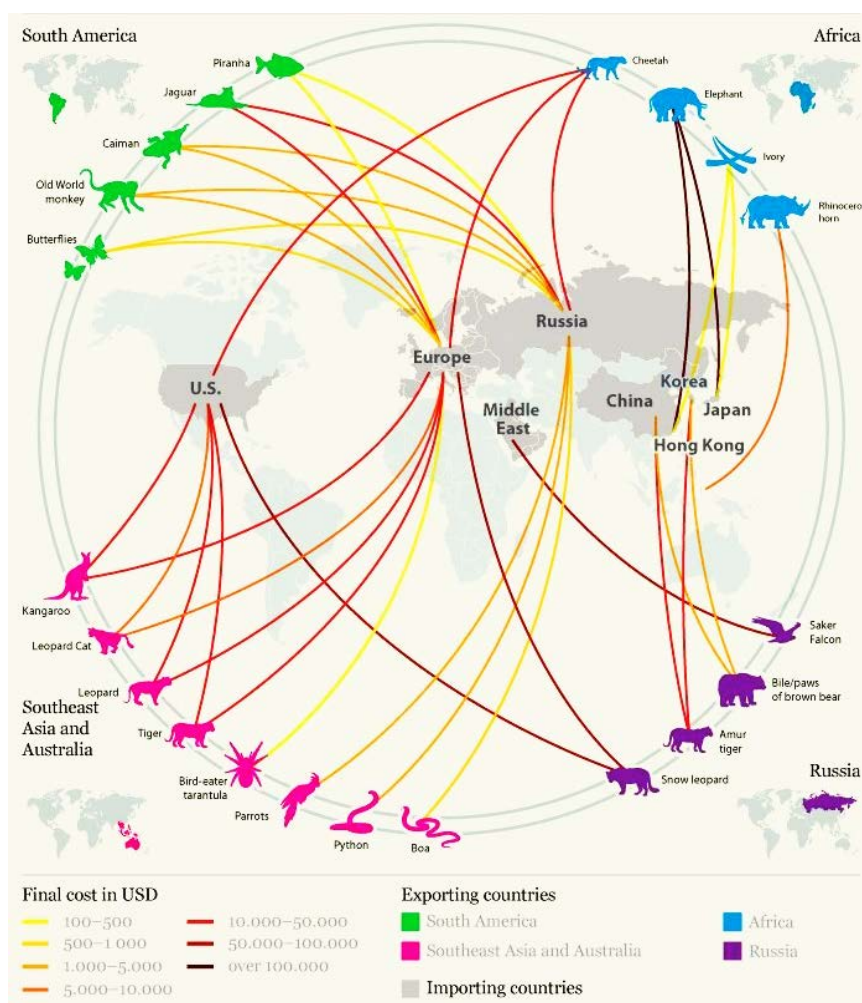 South America
Africa
Piranha
Cheetah
Jaguar
Elephant
Caiman
Ivory
Old World
monkey
Rhinocero
horn
Butterflies
Russia
Europe
U.S.
Korea
China
Middle
East
Japan
Hong Kong
Kangaroo
Saker
Falcon
Leopard Cat
Leopard
Bile/paws
of brown bear
Southeast
Asia and
Australia
Tiger
Amur
tiger
Bird-eater
tarantula
Snow leopard
Russia
Parrots
Python
Boa
Final cost in USD
Exporting countries
100–500
10.000–50.000
South America
Africa
500–1 000
50.000–100.000
Southeast Asia and Australia
Russia
1.000–5.000
over 100.000
5.000–10.000
Importing countries